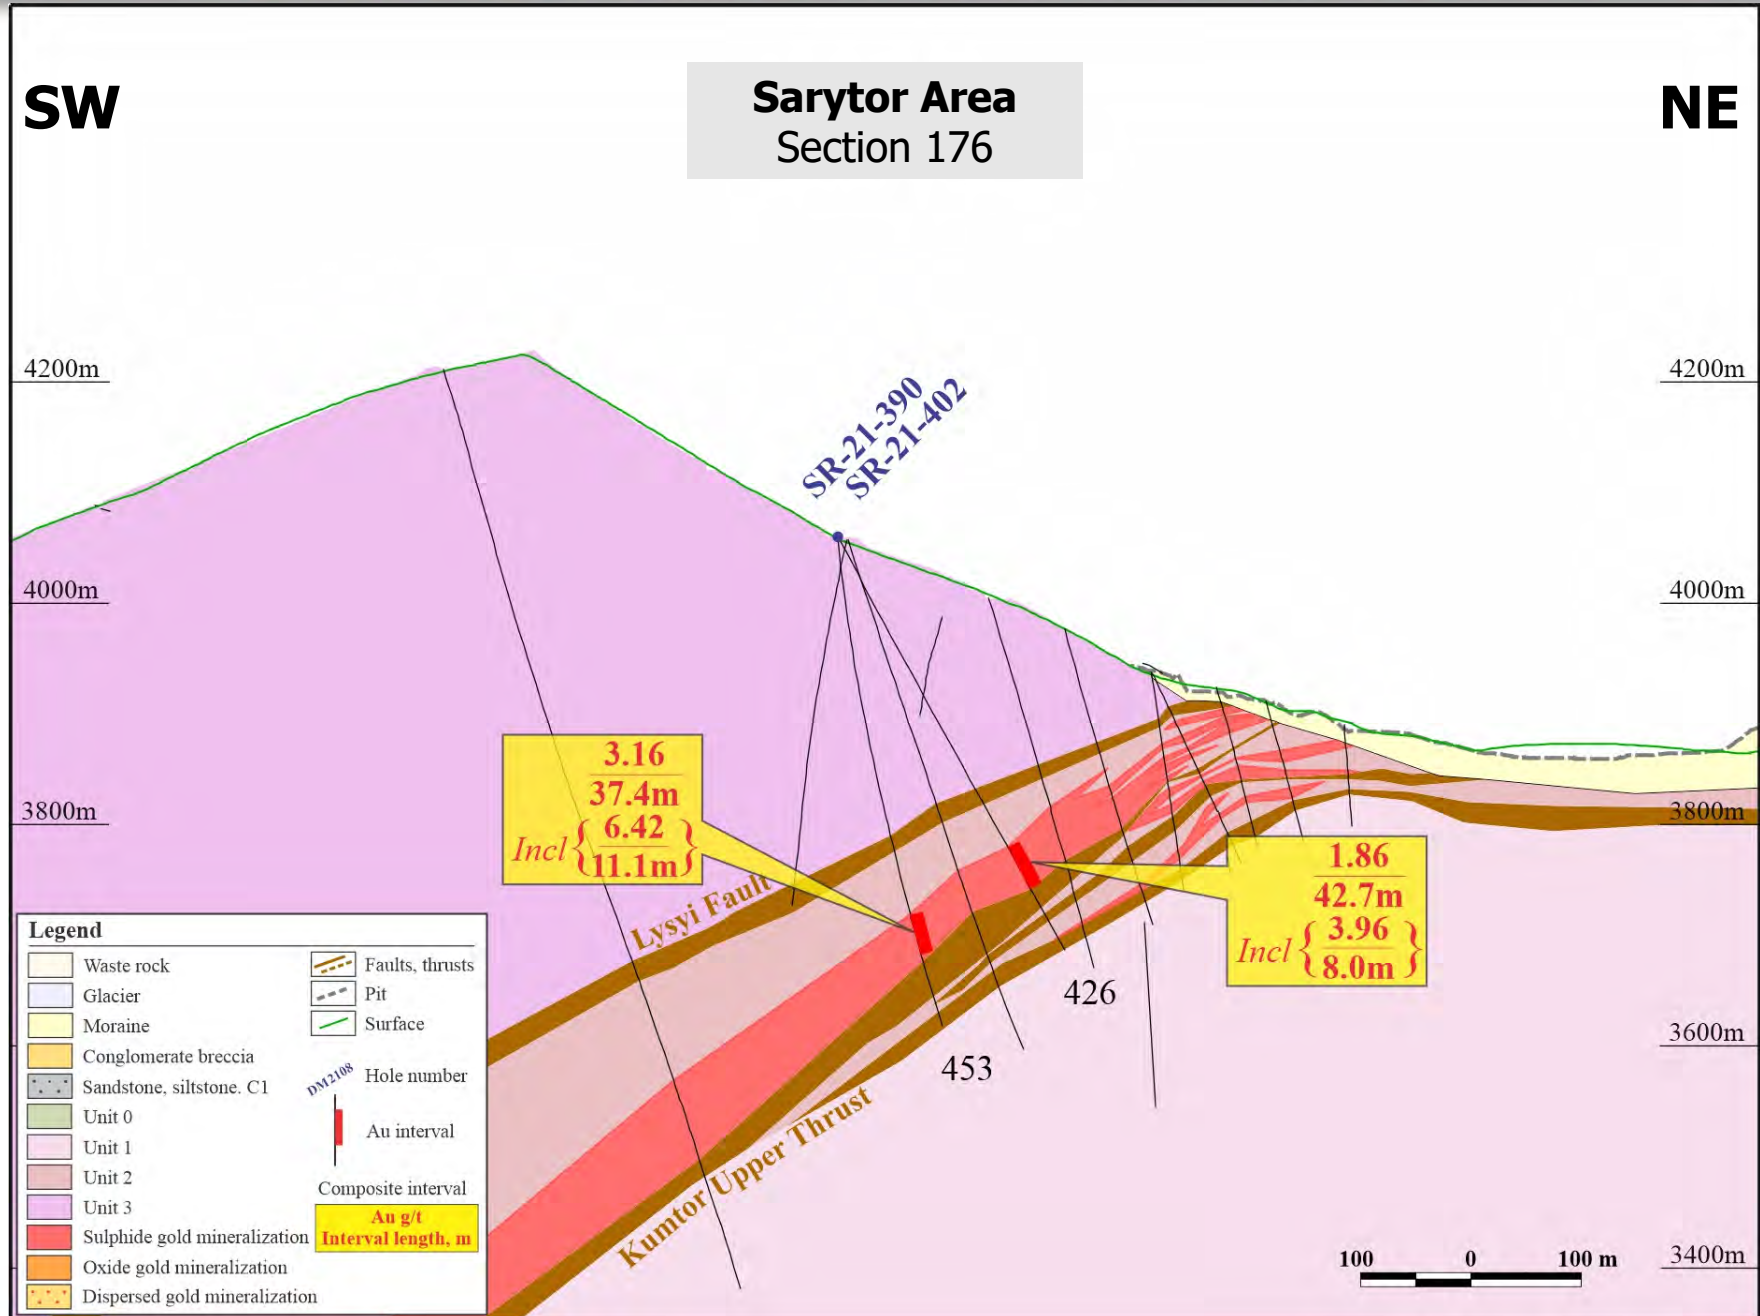 SW
Sarytor Area
Section 176
NE
4200m
4200m
SR-21-390
SR-21-402
4000m
4000m
3.16
37.4m
Incl { 6.42
11.1m }
3800m
3800m
1.86
42.7m
Incl { 3.96
8.0m }
Lysyi Fault
426
453
3600m
Kumtor Upper Thrust
3400m
100 0 100 m
Legend
Waste rock
Glacier
Moraine
Conglomerate breccia
Sandstone, siltstone. C1
Unit 0
Unit 1
Unit 2
Unit 3
Sulphide gold mineralization
Oxide gold mineralization
Dispersed gold mineralization
Faults, thrusts
Pit
Surface
DM2108
Hole number
Au interval
Composite interval
Au g/t
Interval length, m